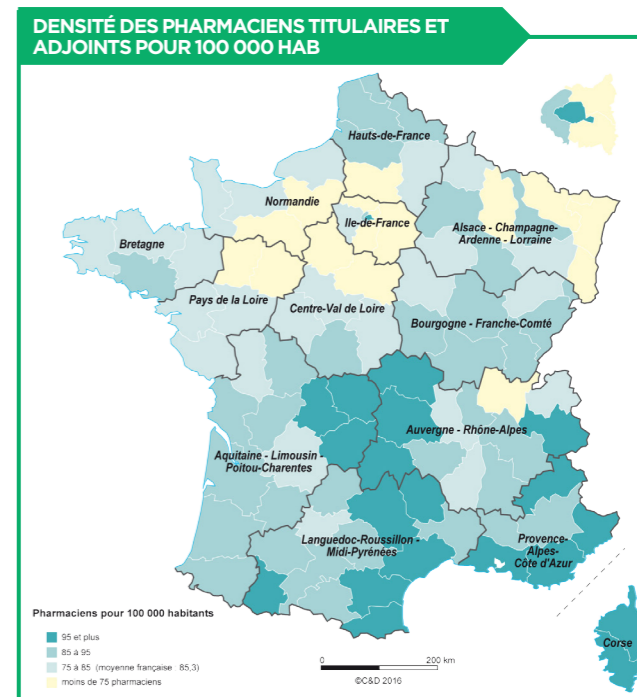 DENSITÉ DES PHARMACIENS TITULAIRES ET
ADJOINTS POUR 100 000 HAB
Hauts-de-France
Normandie
Ile-de-France
Alsace - Champagne-
Ardenne - Lorraine
Bretagne
Pays de la Loire
Centre-Val de Loire
Bourgogne - Franche-Comté
Auvergne - Rhône-Alpes
Aquitaine - Limousin -
Poitou-Charentes
Languedoc-Roussillon -
Midi-Pyrénées
Provence-
Alpes-
Côte d'Azur
Corse
Pharmaciens pour 100 000 habitants
95 et plus
85 à 95
75 à 85 (moyenne française 85,3)
moins de 75 pharmaciens
0 200 km
©C&D 2016